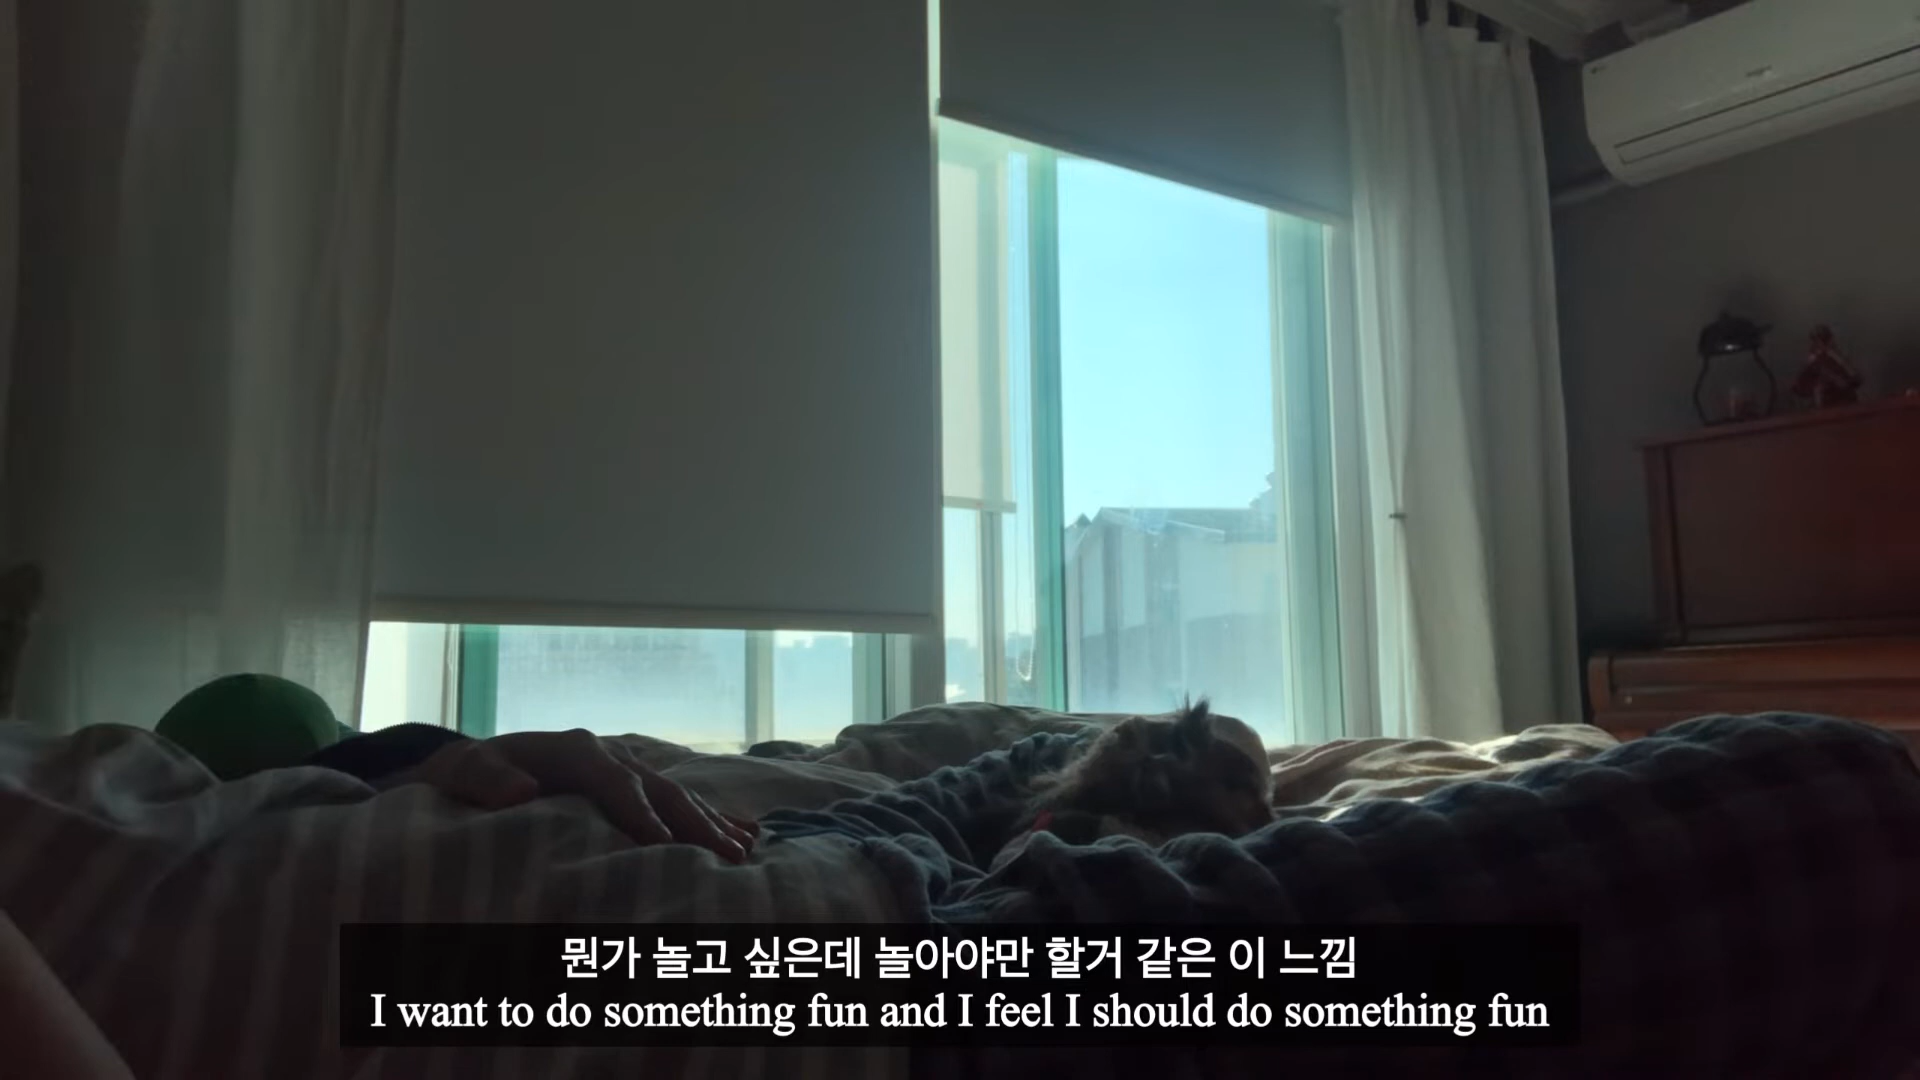 뭔가 놀고 싶은데 놀아야만 할거 같은 이 느낌
I want to do something fun and I feel I should do something fun